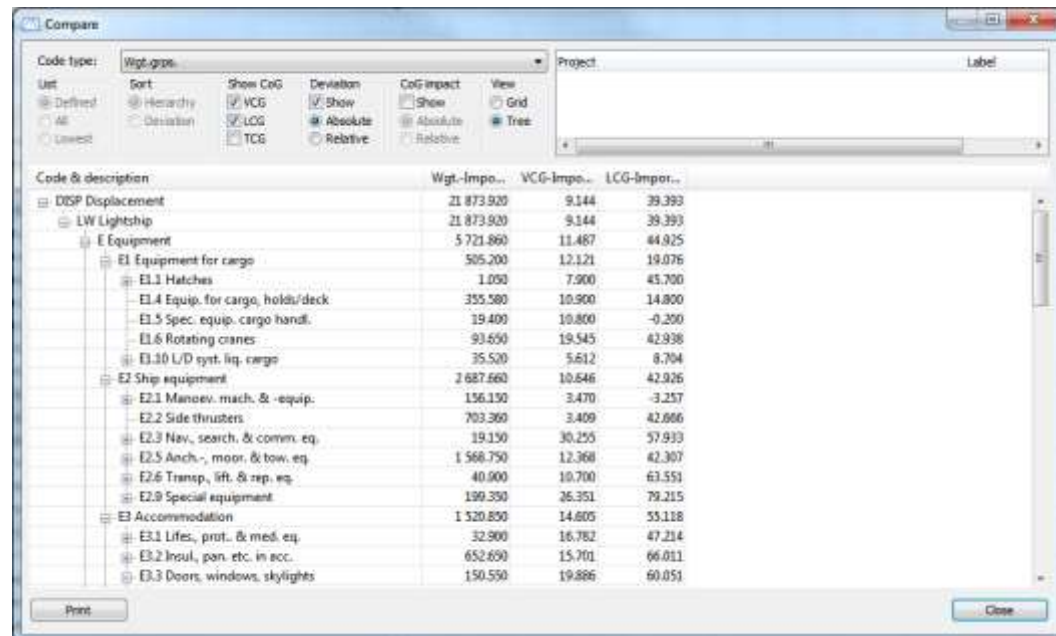 Compare
Code type: Wgt.grps. Project Label
List Sort Show CoG Deviation CoG impact View
Defined Hierarchy VCG Show Show Grid
All Deviation LCG Absolute Absolute Tree
Lowest TCG Relative Relative
Code & description Wgt.-Impo... VCG-Impo... LCG-Impor...
DISP Displacement 21 873.920 9.144 39.393
LW Lightship 21 873.920 9.144 39.393
E Equipment 5 721.860 11.487 44.925
E1 Equipment for cargo 505.200 12.121 19.076
E1.1 Hatches 1.050 7.900 45.700
E1.4 Equip. for cargo, holds/deck 355.580 10.900 14.800
E1.5 Spec. equip. cargo handl. 19.400 10.800 -0.200
E1.6 Rotating cranes 93.650 19.545 42.938
E1.10 L/D syst. liq. cargo 35.520 5.612 8.704
E2 Ship equipment 2 687.660 10.646 42.926
E2.1 Manoev. mach. & -equip. 156.150 3.470 -3.257
E2.2 Side thrusters 703.360 3.409 42.666
E2.3 Nav., search. & comm. eq. 19.150 30.255 57.933
E2.5 Anch.-, moor. & tow. eq. 1 568.750 12.368 42.307
E2.6 Transp., lift. & rep. eq. 40.900 10.700 63.551
E2.9 Special equipment 199.350 26.351 79.215
E3 Accommodation 1 520.850 14.605 55.118
E3.1 Lifes., prot.. & med. eq. 32.900 16.782 47.214
E3.2 Insul., pan. etc. in acc. 652.650 15.701 66.011
E3.3 Doors, windows, skylights 150.550 19.886 60.051
Print Close